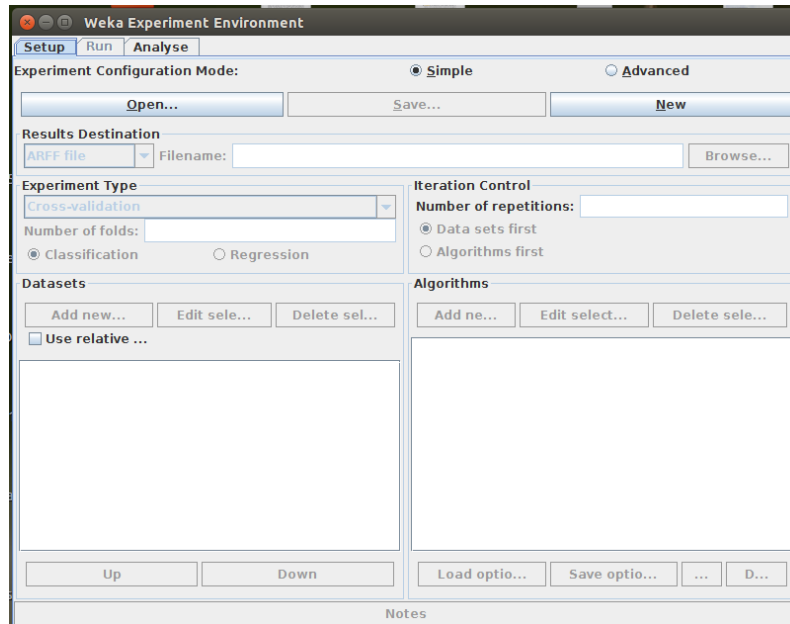 Weka Experiment Environment
Setup Run Analyse
Experiment Configuration Mode: Simple Advanced
Open... Save... New
Results Destination
ARFF file Filename: Browse...
Experiment Type
Cross-validation
Number of folds:
Classification Regression
Iteration Control
Number of repetitions:
Data sets first
Algorithms first
Datasets
Add new... Edit sele... Delete sel...
Use relative ...
Up Down
Algorithms
Add ne... Edit select... Delete sele...
Load optio... Save optio... ... D...
Notes